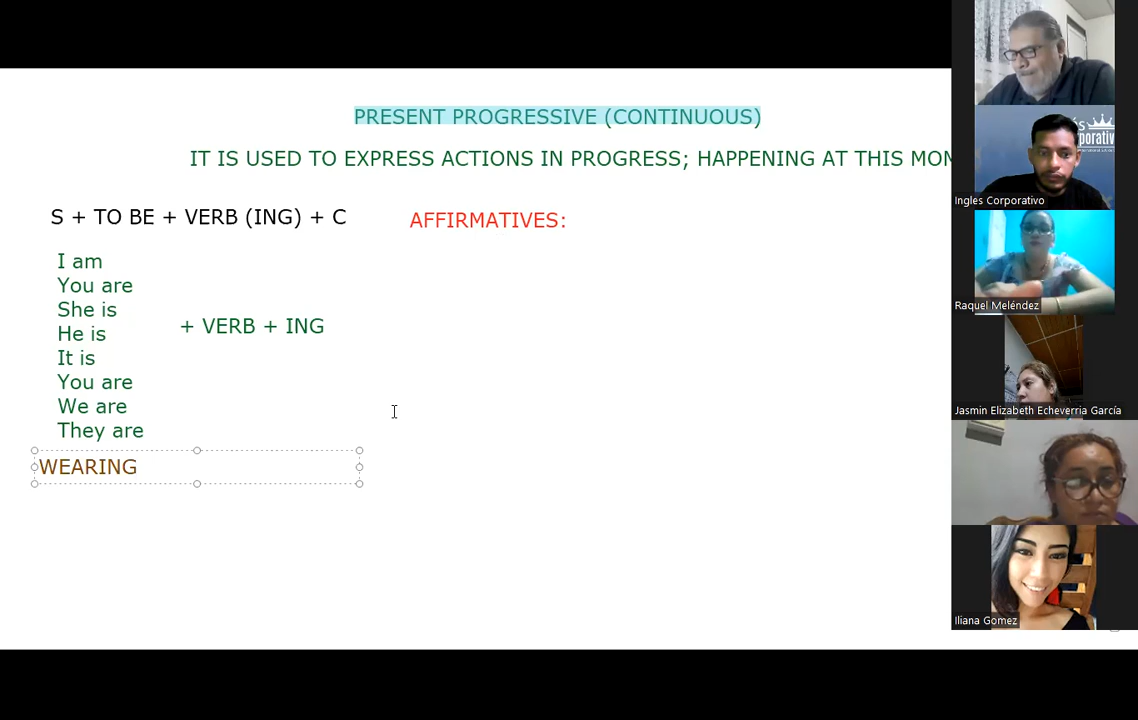 PRESENT PROGRESSIVE (CONTINUOUS)
IT IS USED TO EXPRESS ACTIONS IN PROGRESS; HAPPENING AT THIS MOM
S + TO BE + VERB (ING) + C
AFFIRMATIVES:
I am
You are
She is
He is
+ VERB + ING
It is
You are
We are
They are
WEARING
Ingles Corporativo
Raquel Meléndez
Jasmin Elizabeth Echeverria García
Iliana Gomez